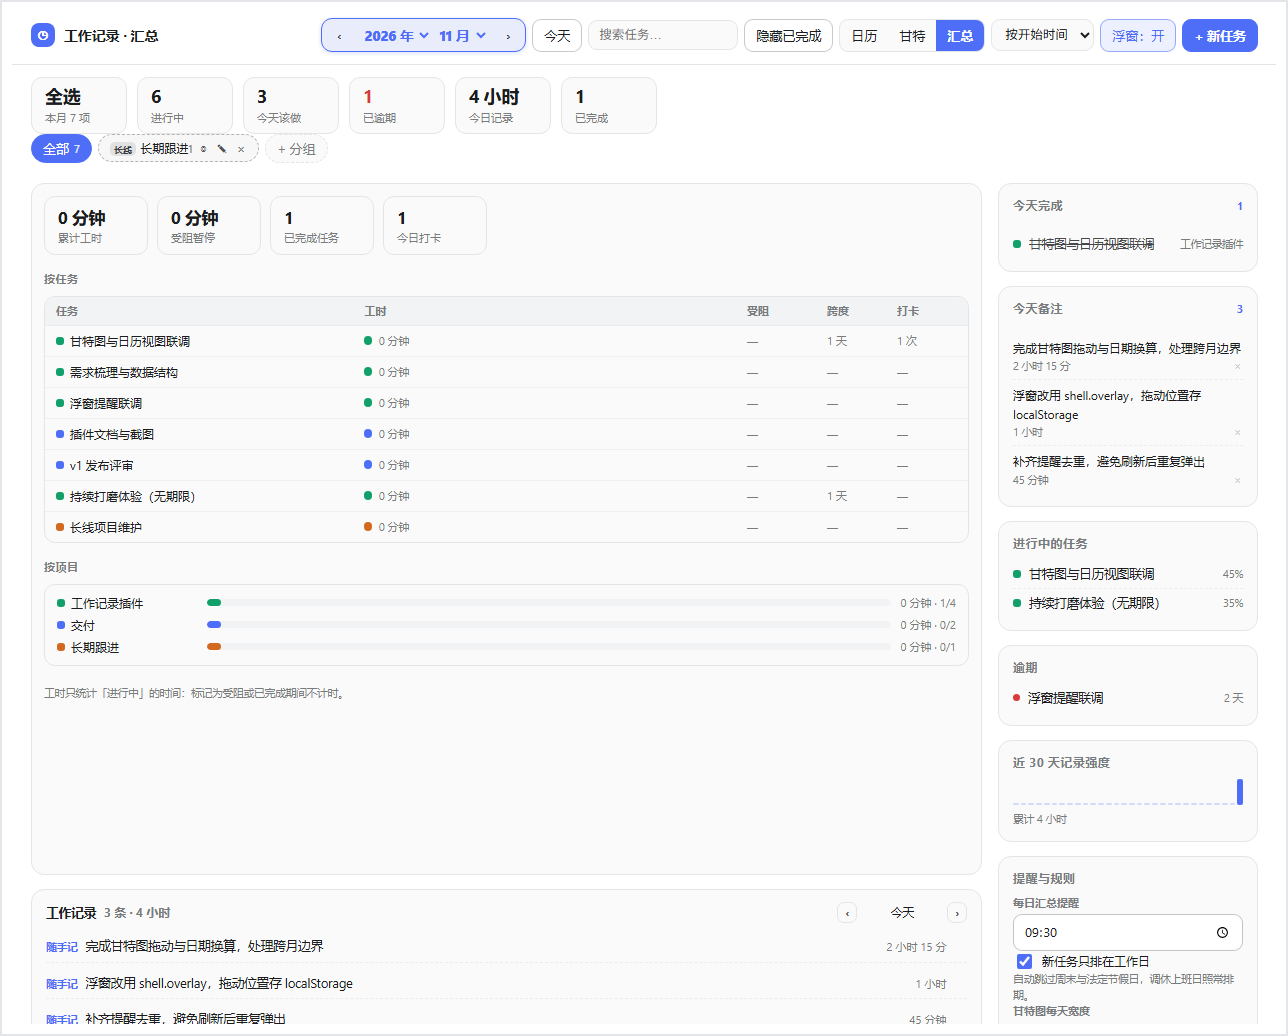 工作记录 · 汇总
‹ 2026 年 11 月 ›
今天
搜索任务…
隐藏已完成
日历 甘特 汇总
按开始时间
浮窗：开
+ 新任务
全选
本月 7 项
6
进行中
3
今天该做
1
已逾期
4 小时
今日记录
1
已完成
全部 7
长线 长期跟进 1 ×
+ 分组
0 分钟
累计工时
0 分钟
受阻暂停
1
已完成任务
1
今日打卡
按任务
任务 工时 受阻 跨度 打卡
甘特图与日历视图联调 0 分钟 — 1 天 1 次
需求梳理与数据结构 0 分钟 — — —
浮窗提醒联调 0 分钟 — — —
插件文档与截图 0 分钟 — — —
v1 发布评审 0 分钟 — — —
持续打磨体验（无期限） 0 分钟 — 1 天 —
长线项目维护 0 分钟 — — —
按项目
工作记录插件 0 分钟 · 1/4
交付 0 分钟 · 0/2
长期跟进 0 分钟 · 0/1
工时只统计「进行中」的时间：标记为受阻或已完成期间不计时。
工作记录 3 条 · 4 小时
‹ 今天 ›
随手记 完成甘特图拖动与日期换算，处理跨月边界 2 小时 15 分
随手记 浮窗改用 shell.overlay，拖动位置存 localStorage 1 小时
随手记 补齐提醒去重，避免刷新后重复弹出 45 分钟
今天完成 1
甘特图与日历视图联调 工作记录插件
今天备注 3
完成甘特图拖动与日期换算，处理跨月边界
2 小时 15 分 ×
浮窗改用 shell.overlay，拖动位置存
localStorage
1 小时 ×
补齐提醒去重，避免刷新后重复弹出
45 分钟 ×
进行中的任务
甘特图与日历视图联调 45%
持续打磨体验（无期限） 35%
逾期
浮窗提醒联调 2 天
近 30 天记录强度
累计 4 小时
提醒与规则
每日汇总提醒
09:30
新任务只排在工作日
自动跳过周末与法定节假日，调休上班日照常排
期。
甘特图每天宽度